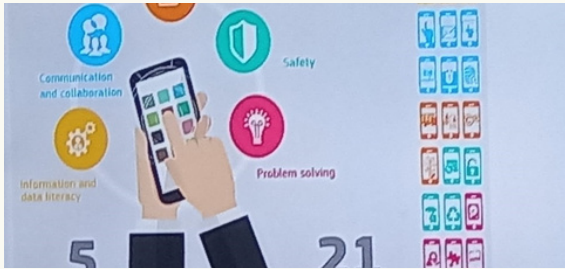 Safety
Communication
and collaboration
Problem solving
Information and
data literacy
5
21